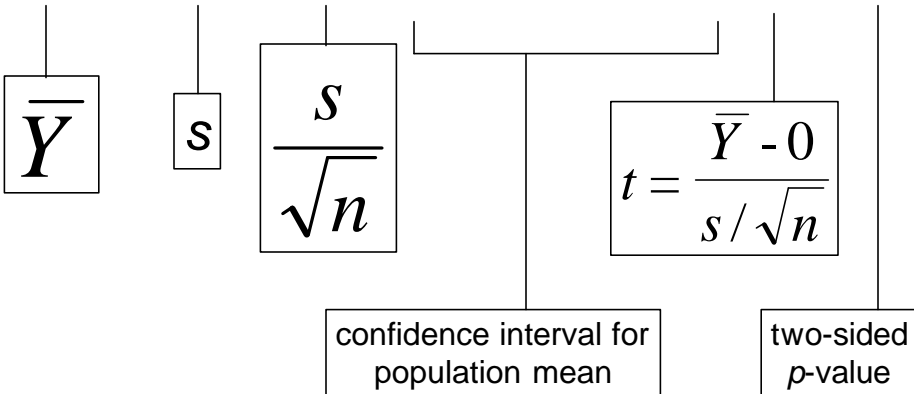 Y̅
s
s / √n
t = (Y̅ - 0) / (s / √n)
confidence interval for
population mean
two-sided
p-value